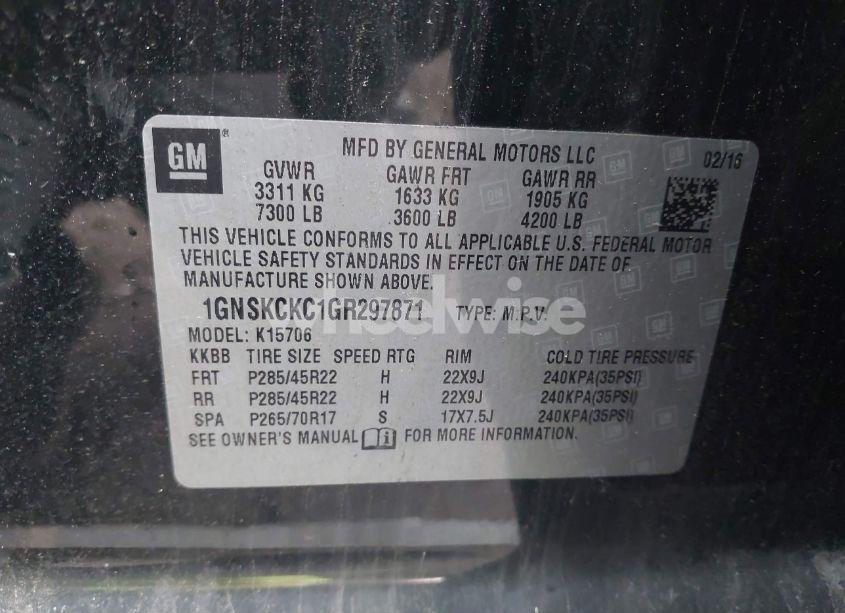 GM ®
MFD BY GENERAL MOTORS LLC 02/16
GVWR GAWR FRT GAWR RR
3311 KG 1633 KG 1905 KG
7300 LB 3600 LB 4200 LB
THIS VEHICLE CONFORMS TO ALL APPLICABLE U.S. FEDERAL MOTOR
VEHICLE SAFETY STANDARDS IN EFFECT ON THE DATE OF
MANUFACTURE SHOWN ABOVE.
1GNSKCKC1GR297871 TYPE: M.P.V.
MODEL: K15706
KKBB TIRE SIZE SPEED RTG RIM COLD TIRE PRESSURE
FRT P285/45R22 H 22X9J 240KPA(35PSI)
RR P285/45R22 H 22X9J 240KPA(35PSI)
SPA P265/70R17 S 17X7.5J 240KPA(35PSI)
SEE OWNER'S MANUAL i FOR MORE INFORMATION.